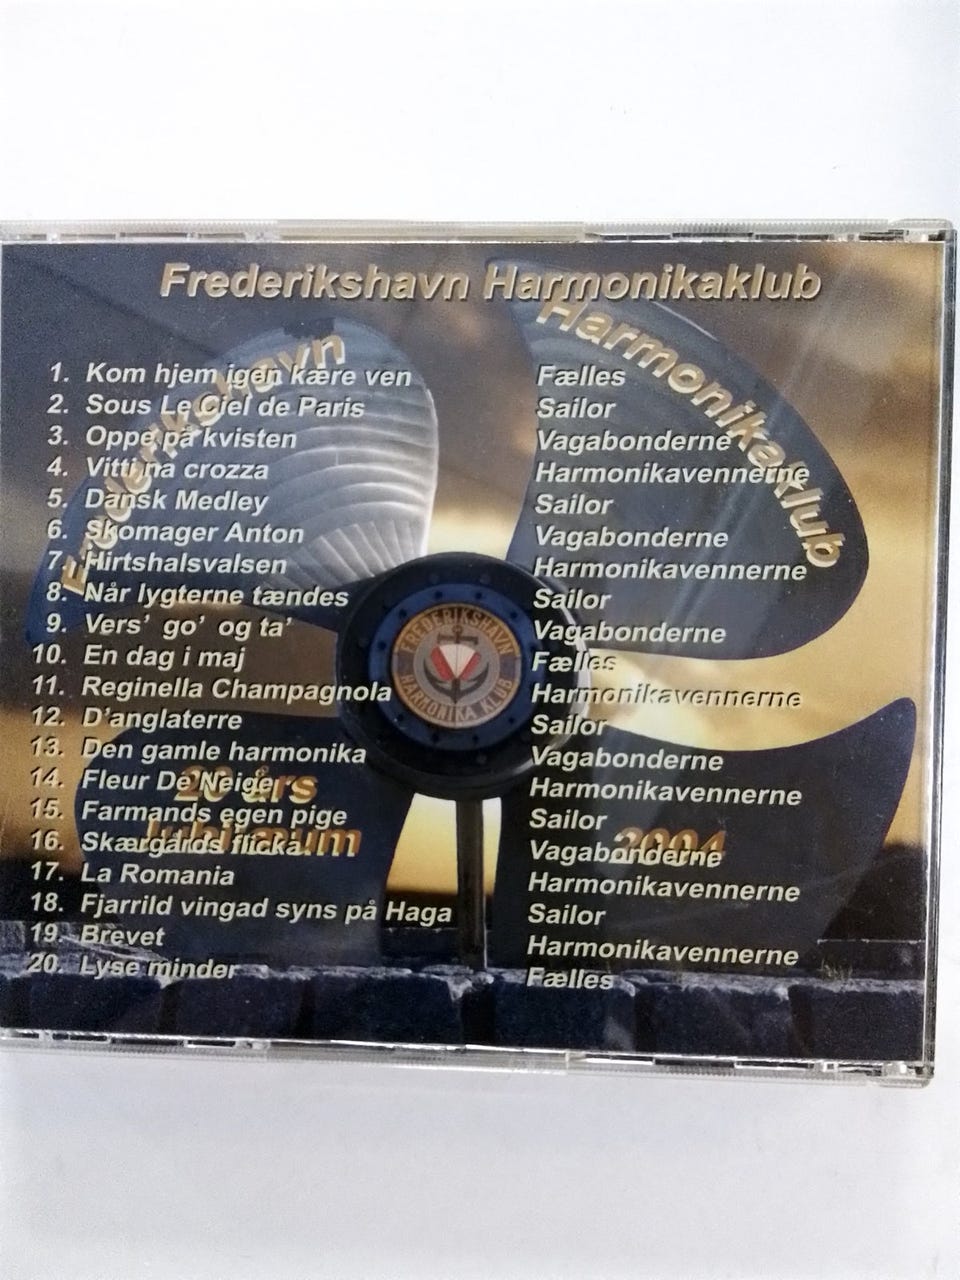 Frederikshavn Harmonikaklub
Frederikshavn
Harmonikaklub
1. Kom hjem igen kære ven Fælles
2. Sous Le Ciel de Paris Sailor
3. Oppe på kvisten Vagabonderne
4. Vitti na crozza Harmonikavennerne
5. Dansk Medley Sailor
6. Skomager Anton Vagabonderne
7. Hirtshalsvalsen Harmonikavennerne
8. Når lygterne tændes Sailor
9. Vers' go' og ta' Vagabonderne
10. En dag i maj Fælles
11. Reginella Champagnola Harmonikavennerne
12. D'anglaterre Sailor
13. Den gamle harmonika Vagabonderne
14. Fleur De Neige Harmonikavennerne
15. Farmands egen pige Sailor
16. Skærgårds flicka Vagabonderne
17. La Romania Harmonikavennerne
18. Fjarrild vingad syns på Haga Sailor
19. Brevet Harmonikavennerne
20. Lyse minder Fælles
FREDERIKSHAVN
HARMONIKA KLUB
20 års
Jubilæum
2004